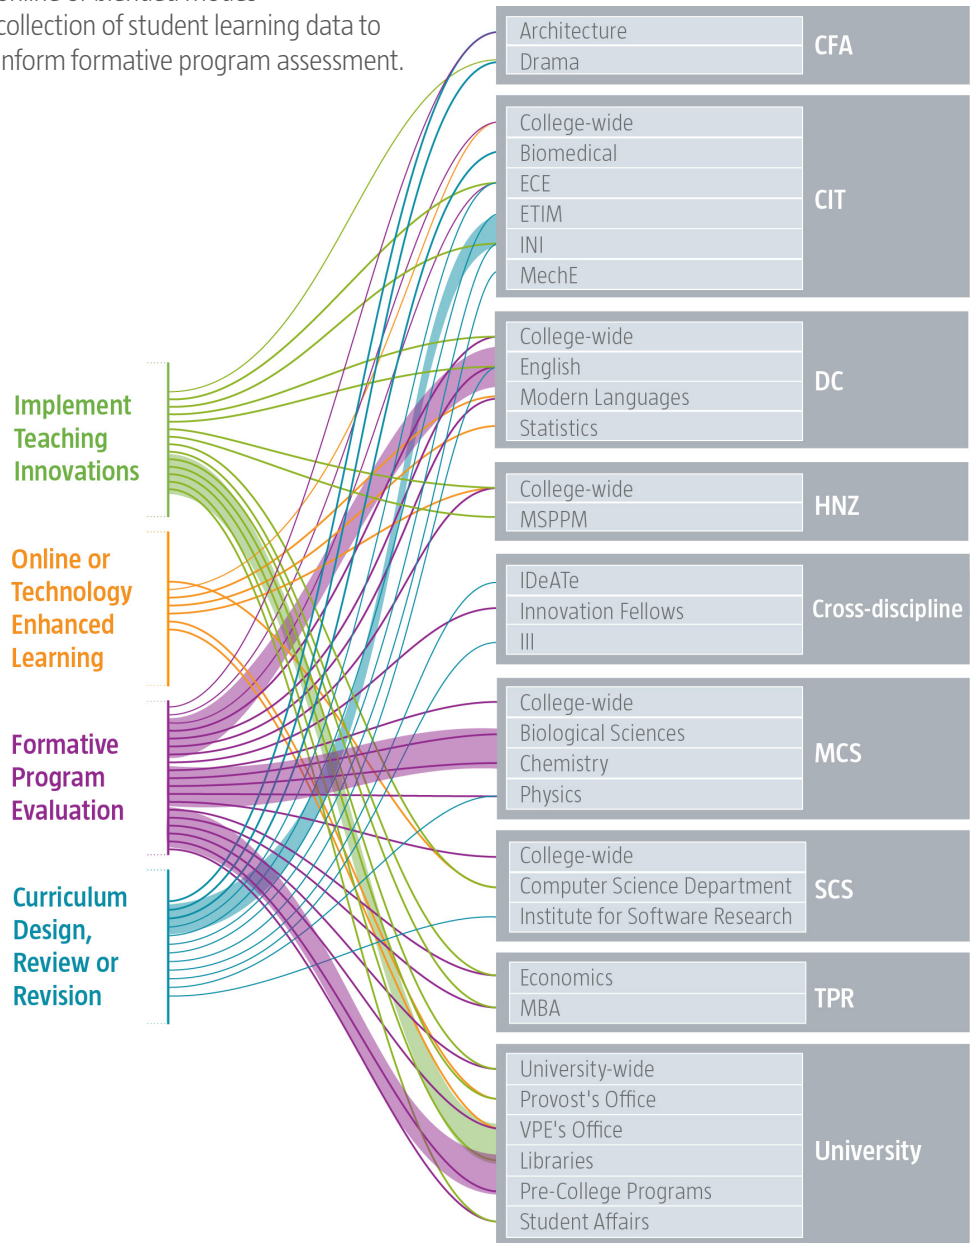 online or blended modes
collection of student learning data to
inform formative program assessment.
Implement
Teaching
Innovations
Online or
Technology
Enhanced
Learning
Formative
Program
Evaluation
Curriculum
Design,
Review or
Revision
Architecture
Drama
CFA
College-wide
Biomedical
ECE
ETIM
INI
MechE
CIT
College-wide
English
Modern Languages
Statistics
DC
College-wide
MSPPM
HNZ
IDeATe
Innovation Fellows
III
Cross-discipline
College-wide
Biological Sciences
Chemistry
Physics
MCS
College-wide
Computer Science Department
Institute for Software Research
SCS
Economics
MBA
TPR
University-wide
Provost's Office
VPE's Office
Libraries
Pre-College Programs
Student Affairs
University